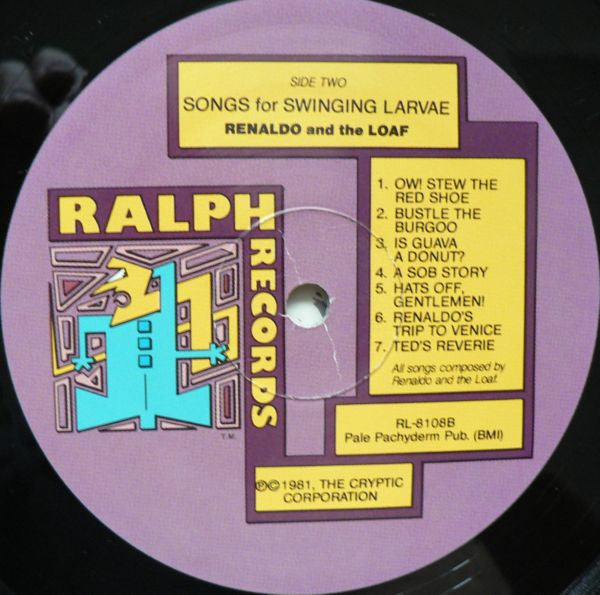 SIDE TWO
SONGS for SWINGING LARVAE
RENALDO and the LOAF
RALPH
RECORDS
T.M.
1. OW! STEW THE
RED SHOE
2. BUSTLE THE
BURGOO
3. IS GUAVA
A DONUT?
4. A SOB STORY
5. HATS OFF,
GENTLEMEN!
6. RENALDO'S
TRIP TO VENICE
7. TED'S REVERIE
All songs composed by
Renaldo and the Loaf.
RL-8108B
Pale Pachyderm Pub. (BMI)
℗©1981, THE CRYPTIC
CORPORATION